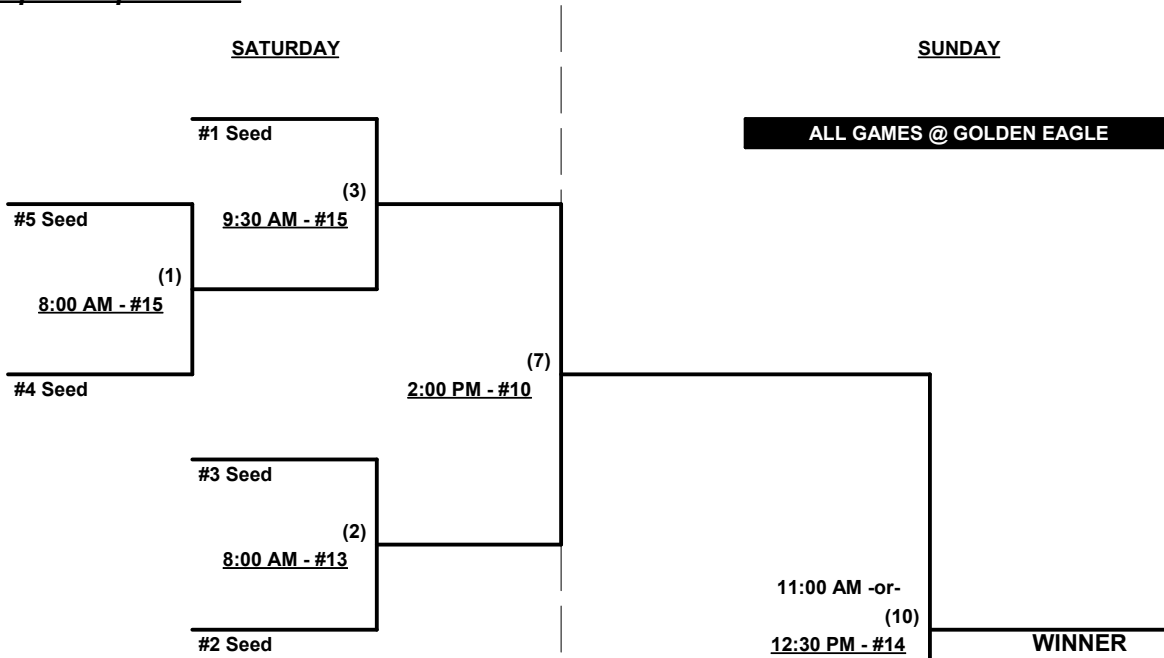 SATURDAY
SUNDAY
#1 Seed
ALL GAMES @ GOLDEN EAGLE
(3)
9:30 AM - #15
#5 Seed
(1)
8:00 AM - #15
#4 Seed
(7)
2:00 PM - #10
#3 Seed
(2)
8:00 AM - #13
11:00 AM -or-
(10)
12:30 PM - #14
#2 Seed
WINNER